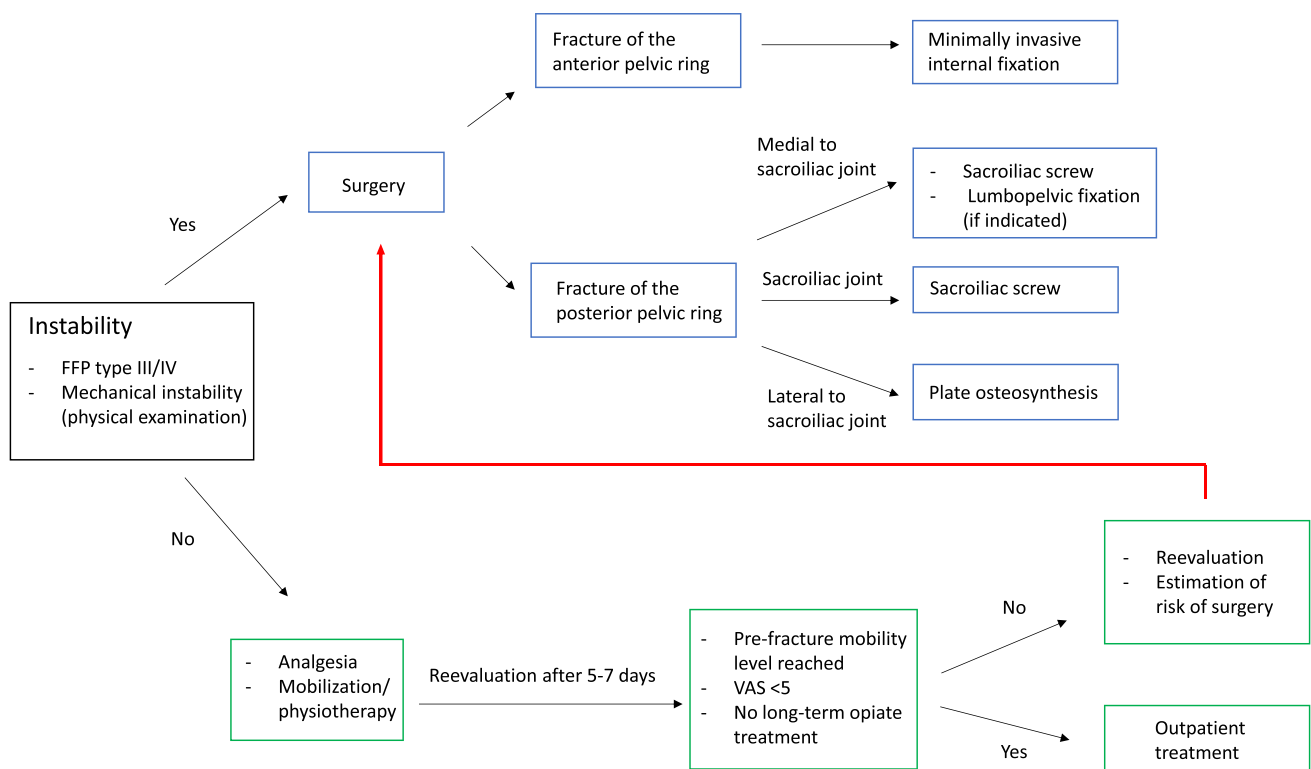 Fracture of the
anterior pelvic ring
Minimally invasive
internal fixation
Medial to
sacroiliac joint
- Sacroiliac screw
- Lumbopelvic fixation
(if indicated)
Surgery
Yes
Fracture of the
posterior pelvic ring
Sacroiliac joint
Sacroiliac screw
Lateral to
sacroiliac joint
Plate osteosynthesis
Instability
- FFP type III/IV
- Mechanical instability
(physical examination)
No
- Analgesia
- Mobilization/
physiotherapy
Reevaluation after 5-7 days
- Pre-fracture mobility
level reached
- VAS <5
- No long-term opiate
treatment
No
- Reevaluation
- Estimation of
risk of surgery
Yes
Outpatient
treatment